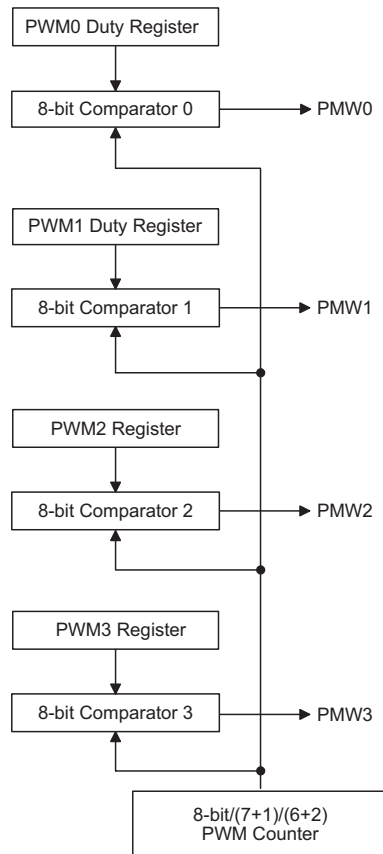 PWM0 Duty Register
8-bit Comparator 0
PMW0
PWM1 Duty Register
8-bit Comparator 1
PMW1
PWM2 Register
8-bit Comparator 2
PMW2
PWM3 Register
8-bit Comparator 3
PMW3
8-bit/(7+1)/(6+2)
PWM Counter